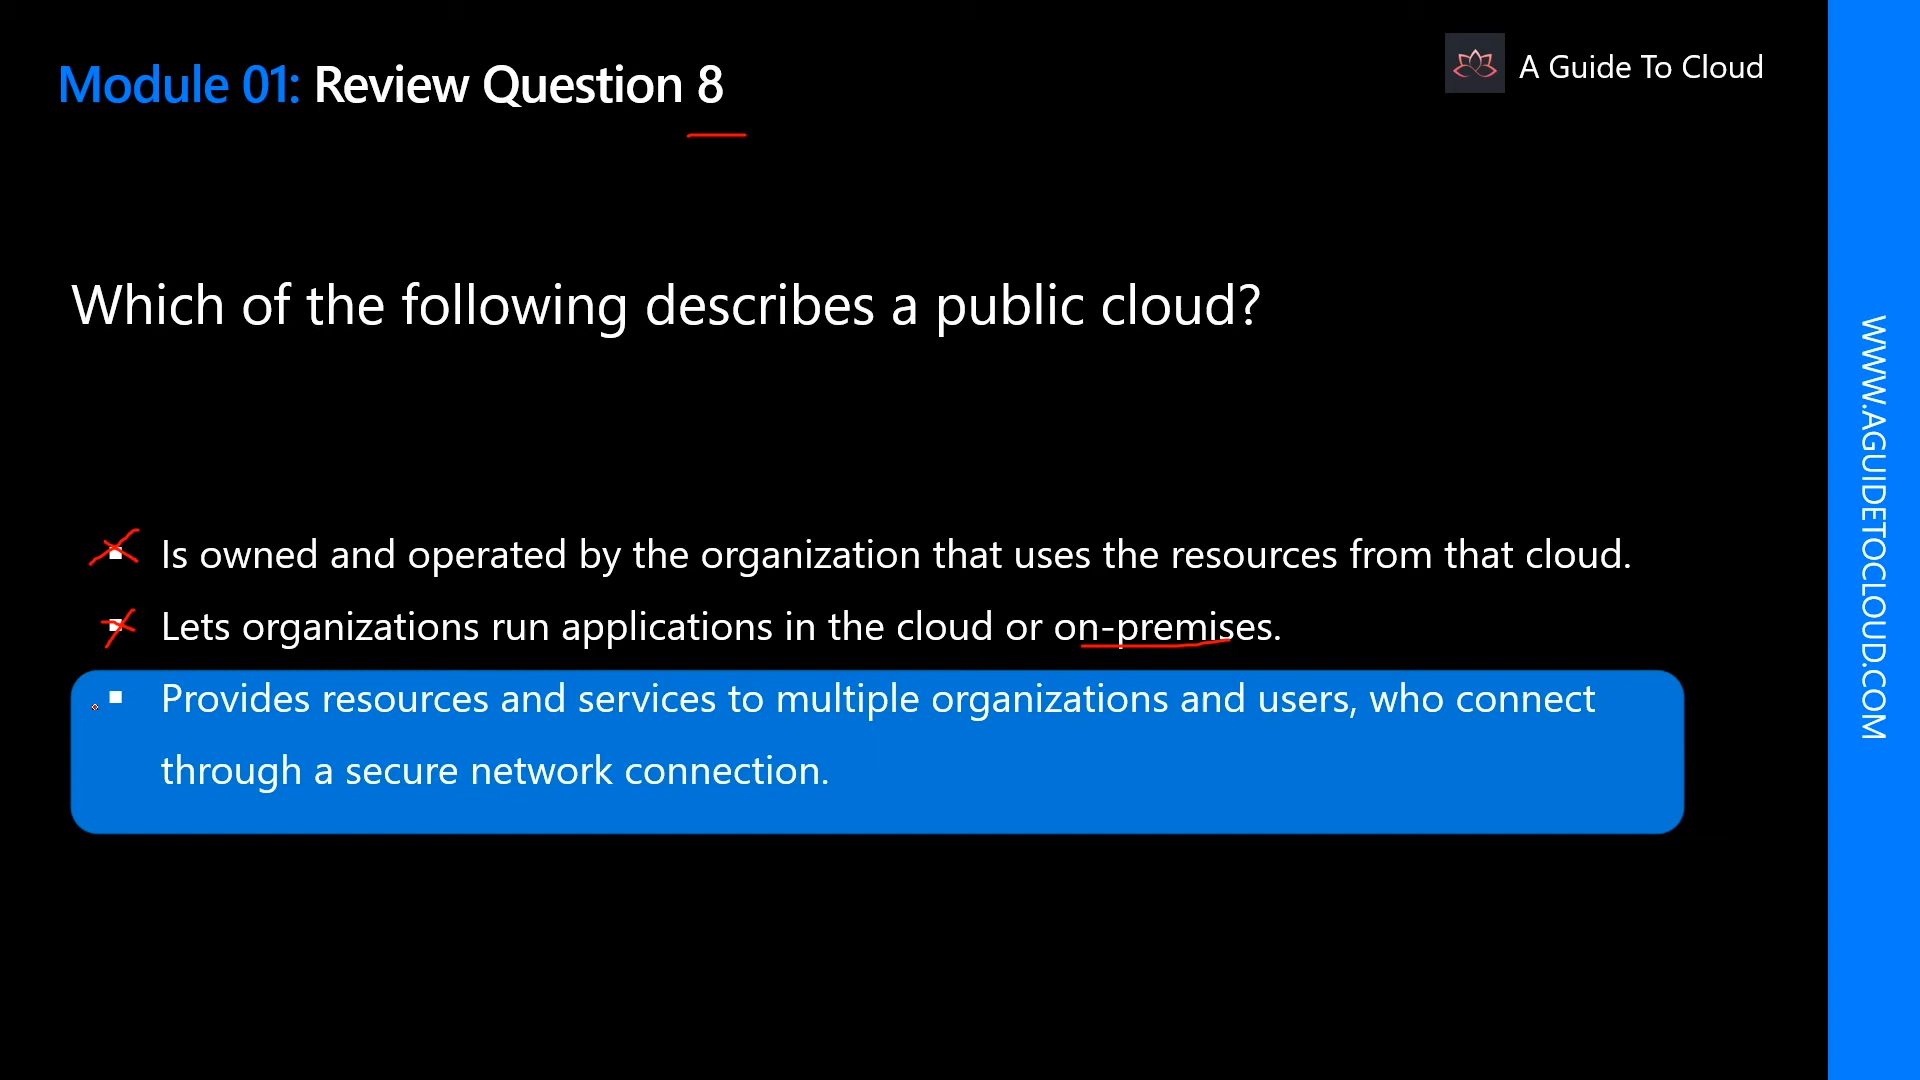 Module 01: Review Question 8
A Guide To Cloud
Which of the following describes a public cloud?
▪ Is owned and operated by the organization that uses the resources from that cloud.
▪ Lets organizations run applications in the cloud or on-premises.
▪ Provides resources and services to multiple organizations and users, who connect
through a secure network connection.
WWW.AGUIDETOCLOUD.COM